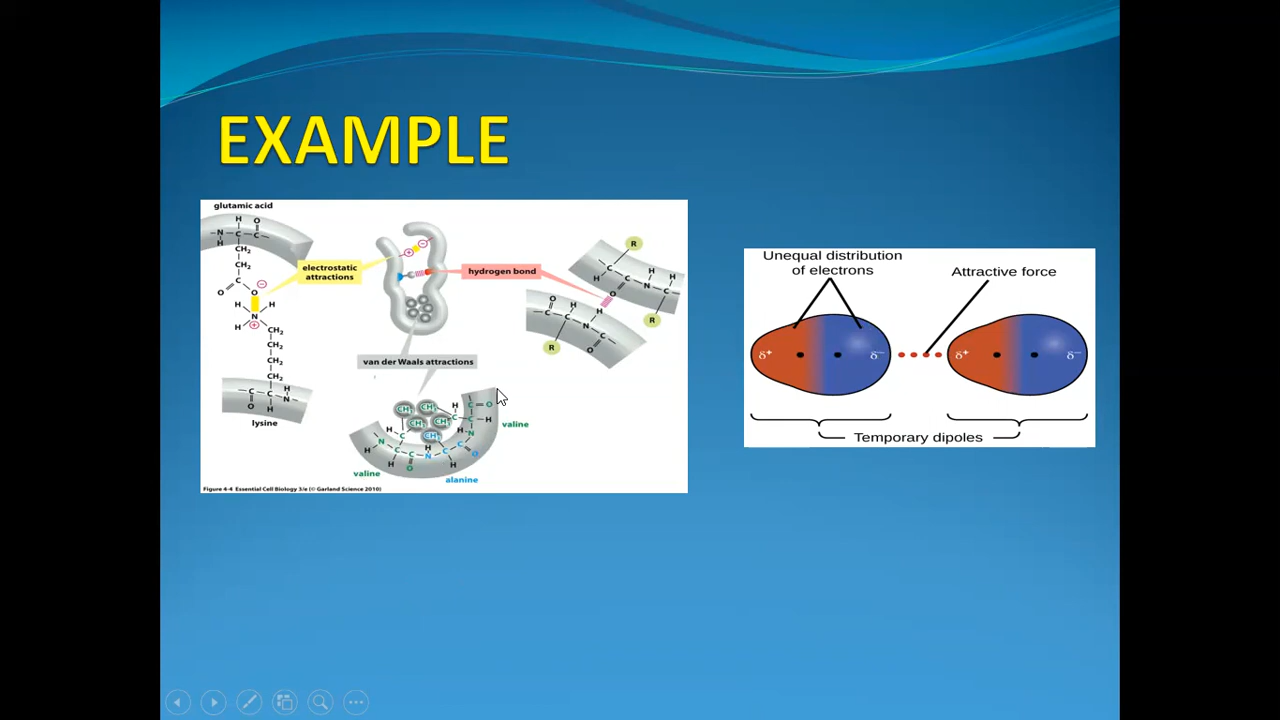 EXAMPLE
glutamic acid
electrostatic
attractions
hydrogen bond
van der Waals attractions
lysine
valine
valine
alanine
Figure 4-4 Essential Cell Biology 3/e (© Garland Science 2010)
Unequal distribution
of electrons
Attractive force
δ+ δ− δ+ δ−
Temporary dipoles